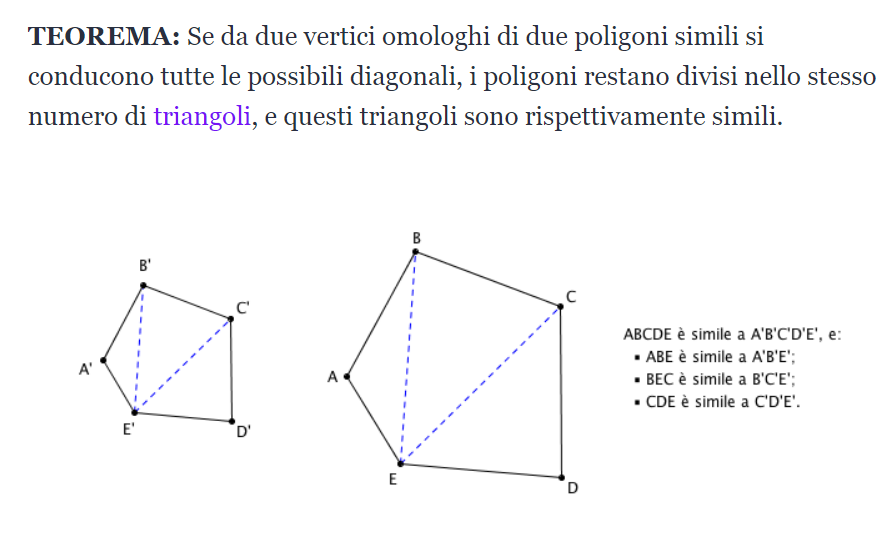 TEOREMA: Se da due vertici omologhi di due poligoni simili si
conducono tutte le possibili diagonali, i poligoni restano divisi nello stesso
numero di triangoli, e questi triangoli sono rispettivamente simili.
B'
C'
A'
E'
D'
B
C
A
E
D
ABCDE è simile a A'B'C'D'E', e:
▪ ABE è simile a A'B'E';
▪ BEC è simile a B'C'E';
▪ CDE è simile a C'D'E'.